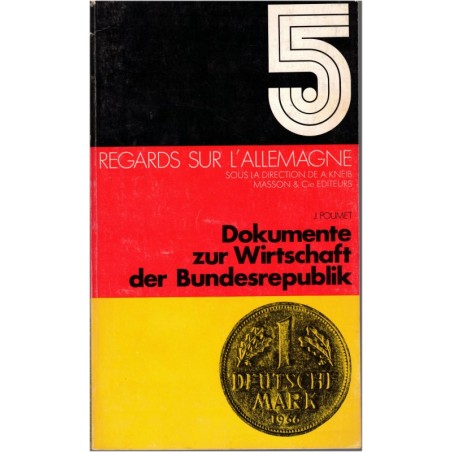 5
REGARDS SUR L'ALLEMAGNE
SOUS LA DIRECTION DE A. KNEIB
MASSON & Cie EDITEURS
J. POUMET
Dokumente
zur Wirtschaft
der Bundesrepublik
1
DEUTSCHE
MARK
1966